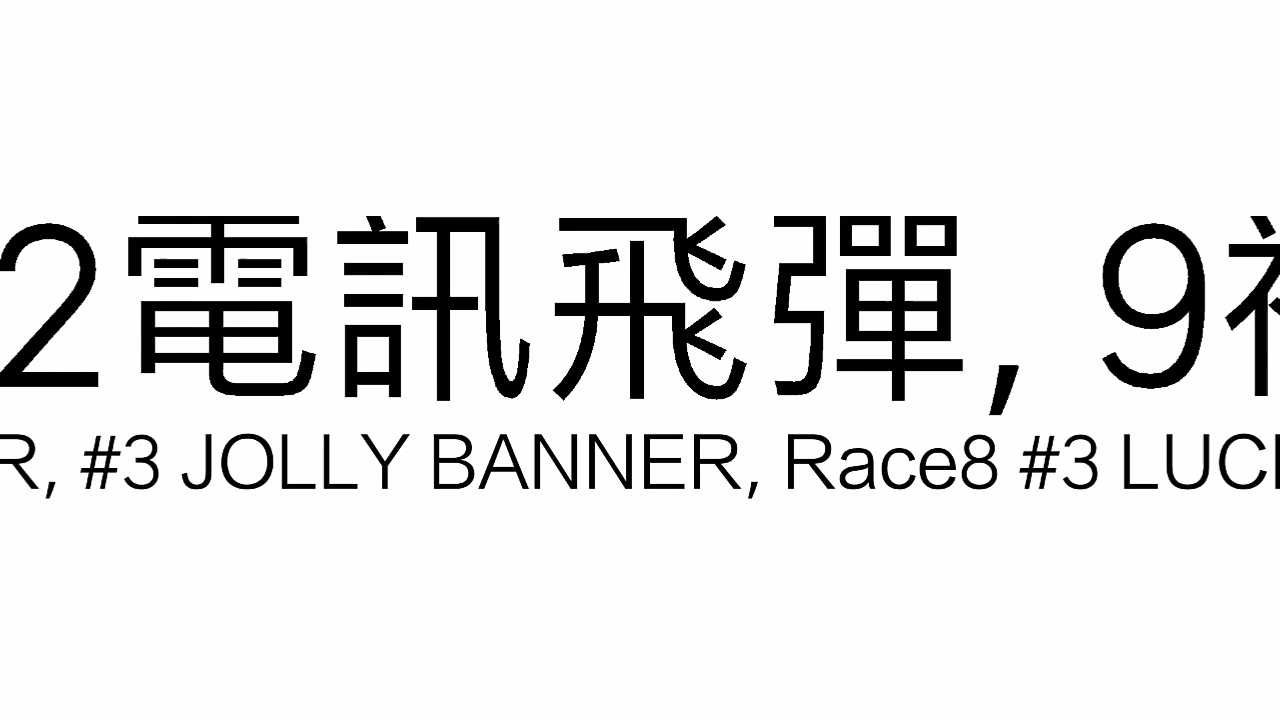 2電訊飛彈, 9
R, #3 JOLLY BANNER, Race8 #3 LUC